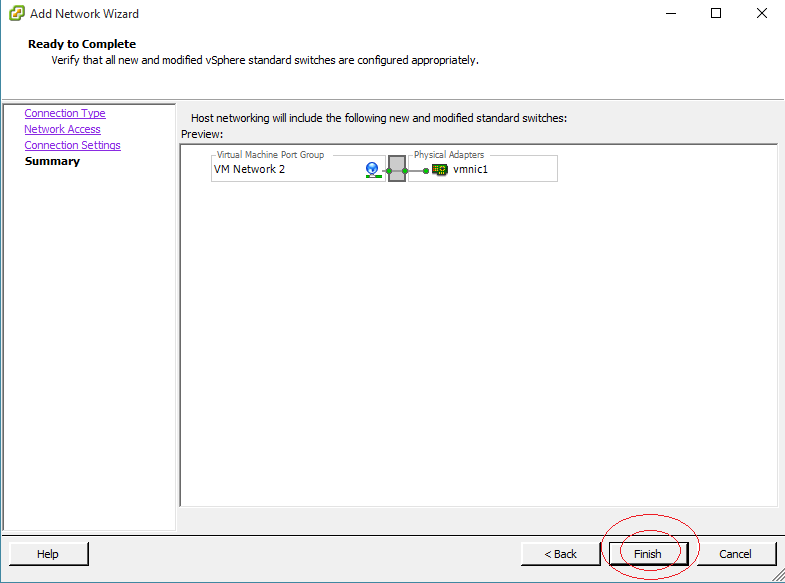 Add Network Wizard
Ready to Complete
Verify that all new and modified vSphere standard switches are configured appropriately.
Connection Type
Network Access
Connection Settings
Summary
Host networking will include the following new and modified standard switches:
Preview:
Virtual Machine Port Group
Physical Adapters
VM Network 2
vmnic1
Help
< Back
Finish
Cancel